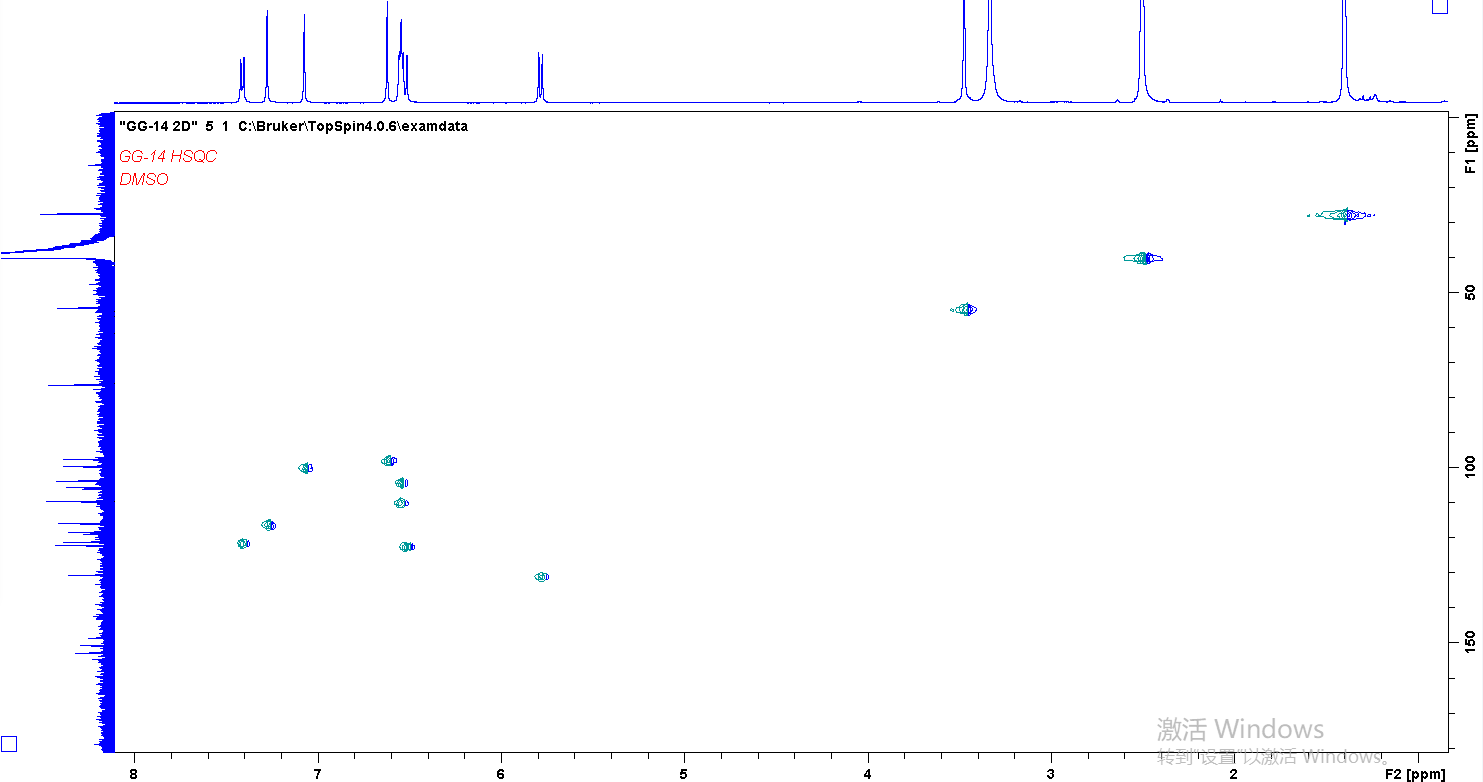 "GG-14 2D" 5 1 C:\Bruker\TopSpin4.0.6\examdata
GG-14 HSQC
DMSO
F1 [ppm]
50
100
150
激活 Windows
转到"设置"以激活 Windows。
8 7 6 5 4 3 2 F2 [ppm]